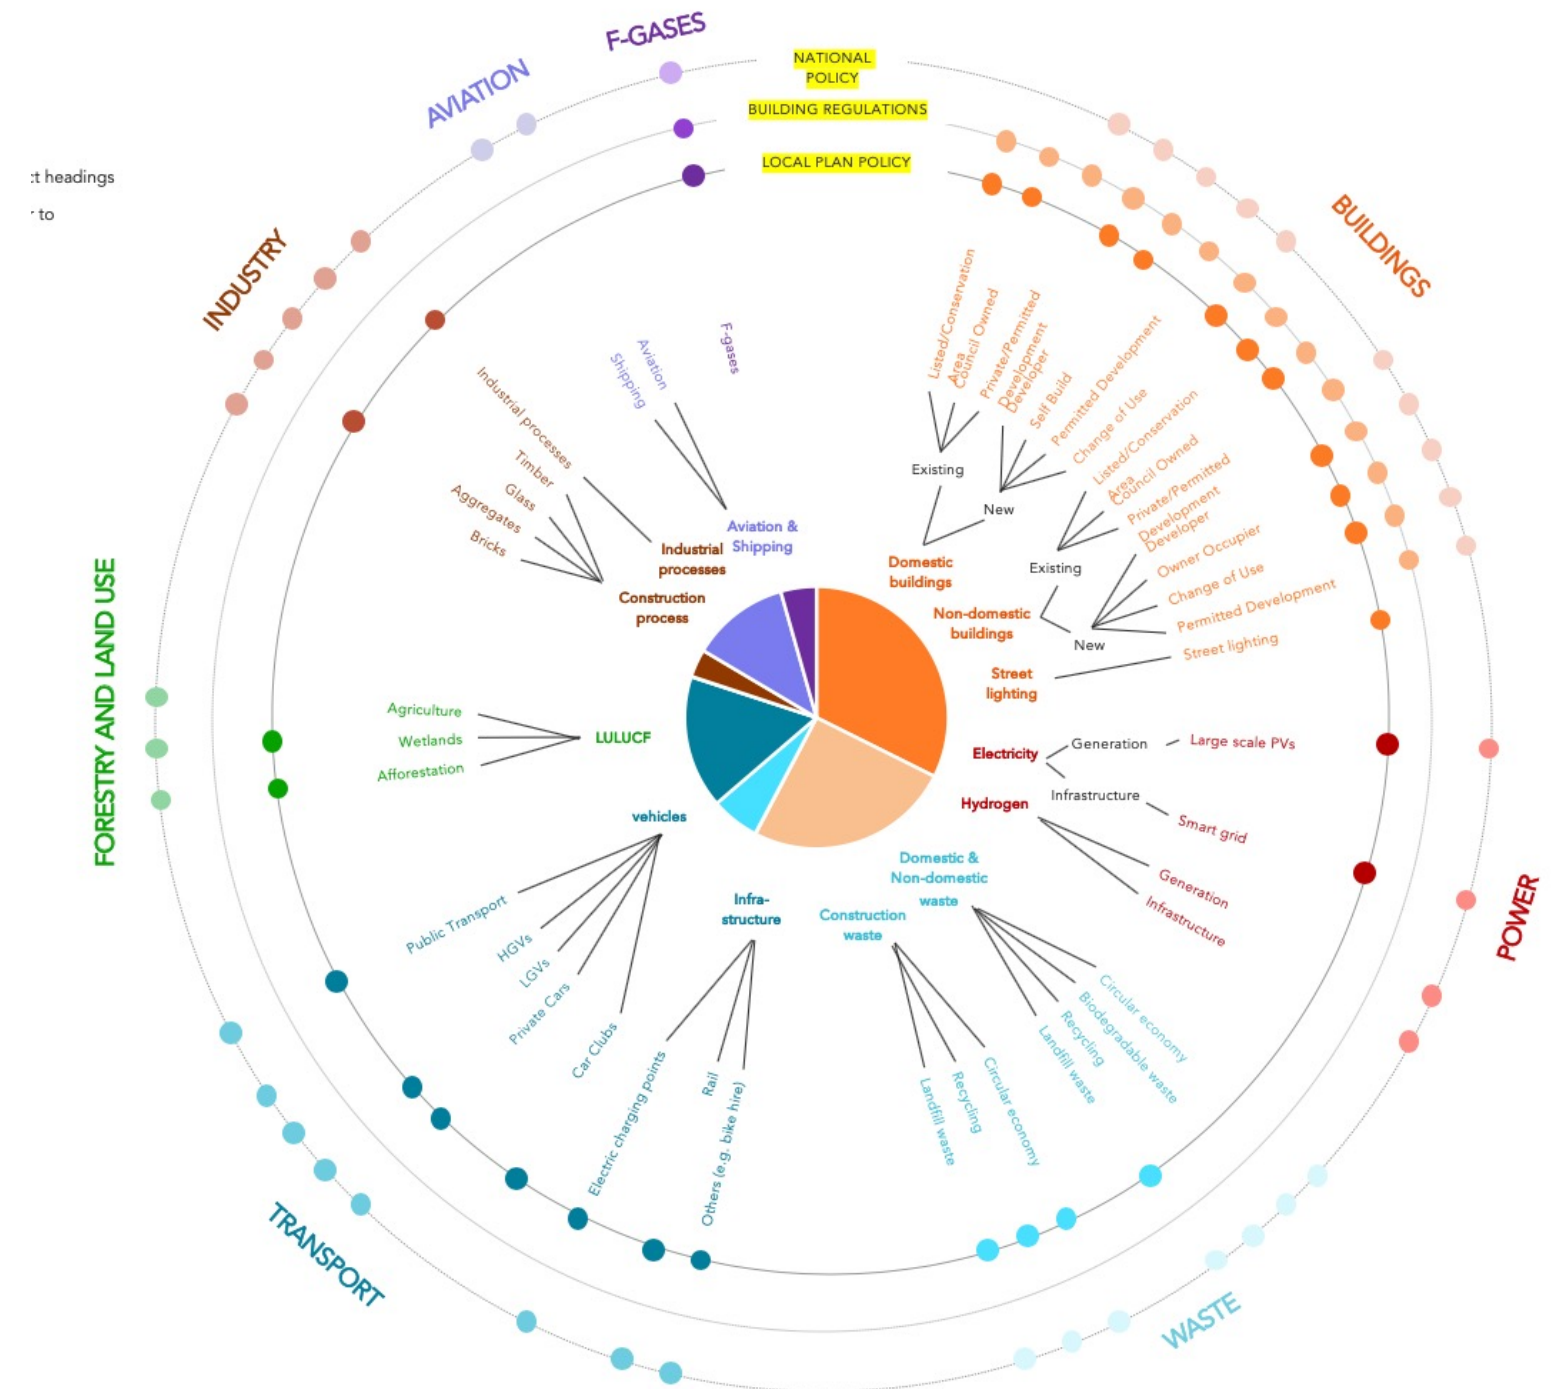 F-GASES
AVIATION
NATIONAL
POLICY
BUILDING REGULATIONS
LOCAL PLAN POLICY
ct headings
r to
INDUSTRY
BUILDINGS
Listed/Conservation
Area
Council Owned
Private/Permitted
Development
Developer
Self Build
Permitted Development
Change of Use
Existing
New
Domestic
buildings
Listed/Conservation
Area
Council Owned
Private/Permitted
Development
Developer
Owner Occupier
Change of Use
Permitted Development
Existing
New
Non-domestic
buildings
Street lighting
Street
lighting
F-gases
Aviation
Shipping
Aviation &
Shipping
Industrial processes
Industrial
processes
Timber
Glass
Aggregates
Bricks
Construction
process
FORESTRY AND LAND USE
Agriculture
Wetlands
Afforestation
LULUCF
Electricity
Generation
Large scale PVs
Infrastructure
Smart grid
Hydrogen
Generation
Infrastructure
POWER
vehicles
Public Transport
HGVs
LGVs
Private Cars
Car Clubs
Infra-
structure
Electric charging points
Rail
Others (e.g. bike hire)
TRANSPORT
Domestic &
Non-domestic
waste
Circular economy
Biodegradable waste
Recycling
Landfill waste
Construction
waste
Circular economy
Recycling
Landfill waste
WASTE